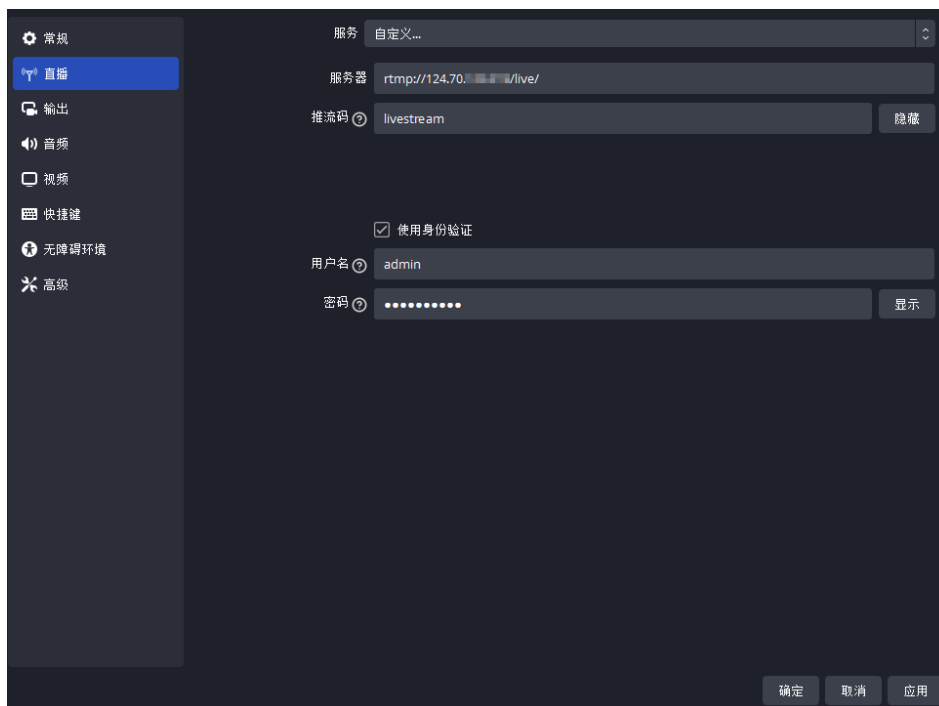 常规
直播
输出
音频
视频
快捷键
无障碍环境
高级
服务 自定义...
服务器 rtmp://124.70. /live/
推流码 livestream 隐藏
使用身份验证
用户名 admin
密码 ●●●●●●●●●● 显示
确定 取消 应用